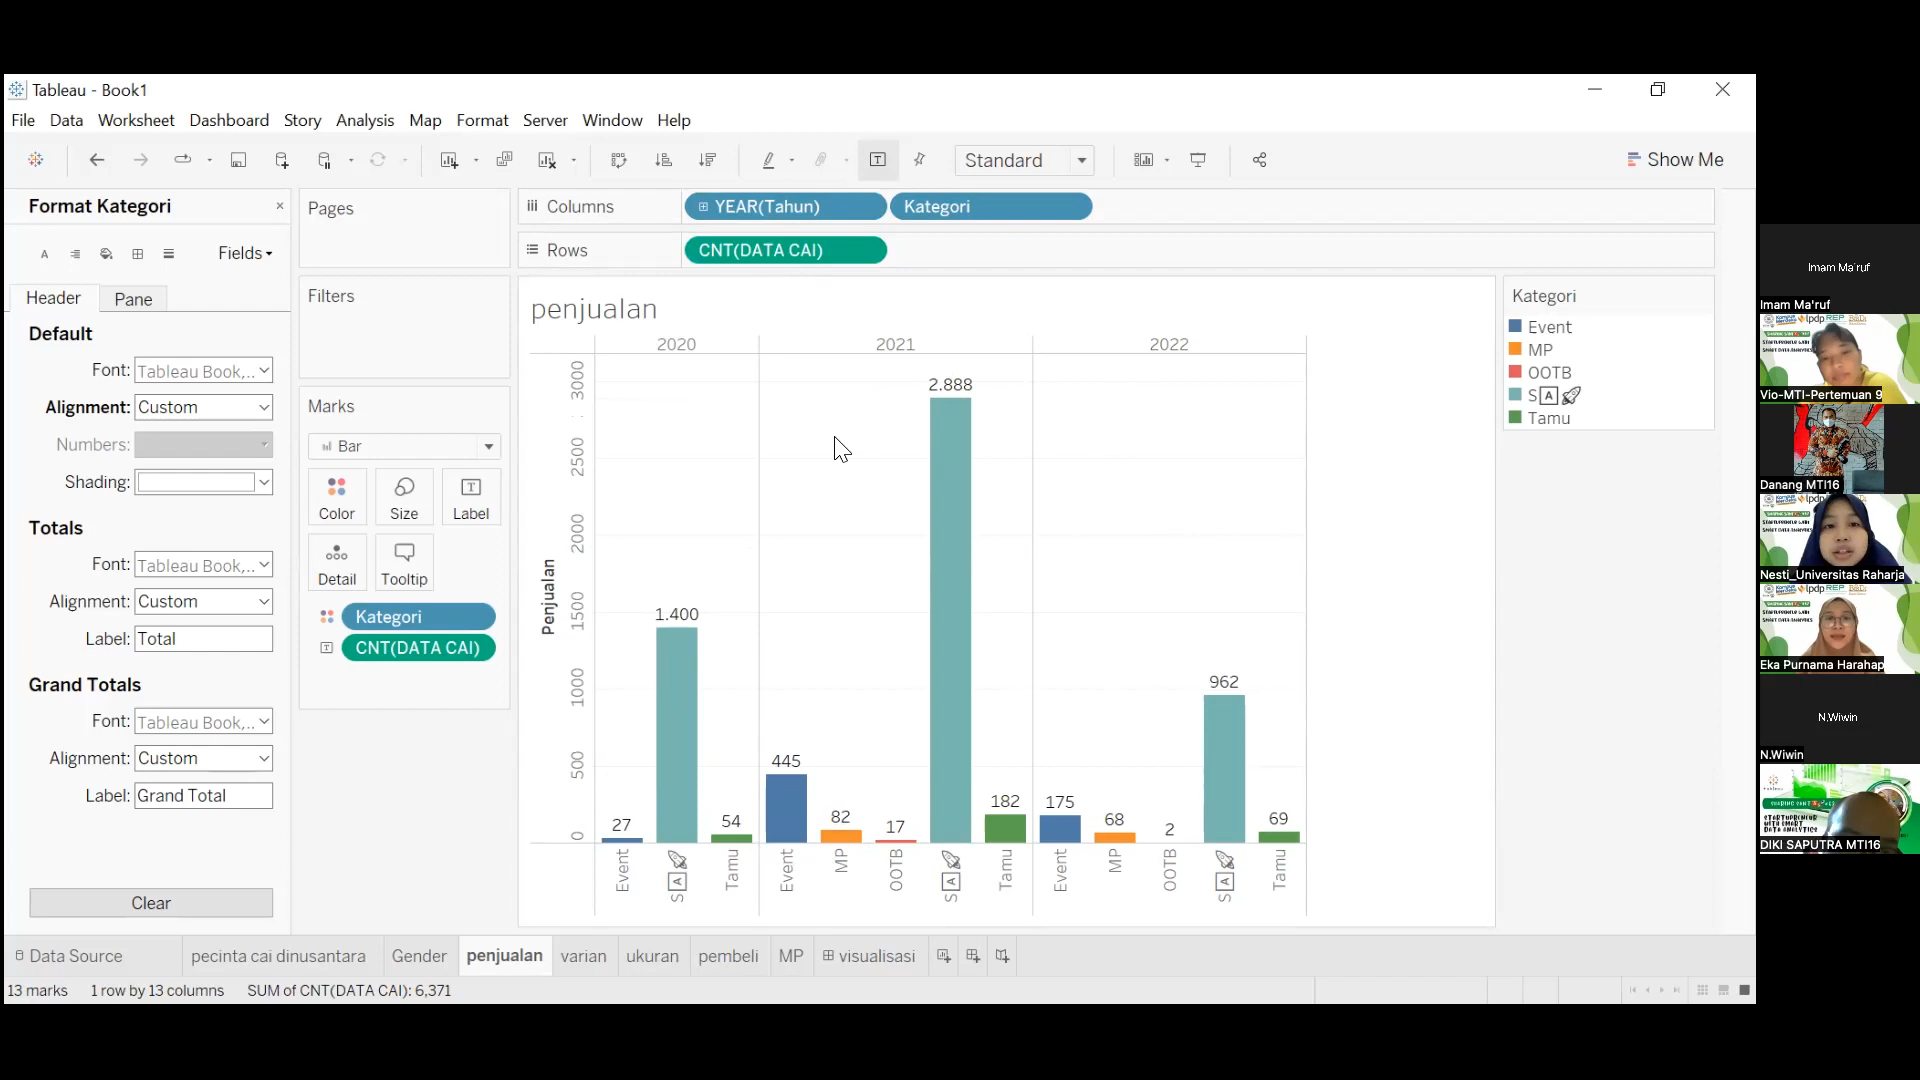 Tableau - Book1
File Data Worksheet Dashboard Story Analysis Map Format Server Window Help
Standard
Show Me
Format Kategori
Fields
Header Pane
Default
Font: Tableau Book,...
Alignment: Custom
Numbers:
Shading:
Totals
Font: Tableau Book,...
Alignment: Custom
Label: Total
Grand Totals
Font: Tableau Book,...
Alignment: Custom
Label: Grand Total
Clear
Pages
Filters
Marks
Bar
Color Size Label
Detail Tooltip
Kategori
CNT(DATA CAI)
Columns YEAR(Tahun) Kategori
Rows CNT(DATA CAI)
penjualan
2020 2021 2022
Penjualan
3000
2500
2000
1500
1000
500
0
27 1.400 54 445 82 17 2.888 182 175 68 2 962 69
Event S🅰🚀 Tamu Event MP OOTB S🅰🚀 Tamu Event MP OOTB S🅰🚀 Tamu
Kategori
Event
MP
OOTB
S🅰🚀
Tamu
Data Source pecinta cai dinusantara Gender penjualan varian ukuran pembeli MP visualisasi
13 marks 1 row by 13 columns SUM of CNT(DATA CAI): 6,371
Imam Ma'ruf
Imam Ma'ruf
Vio-MTI-Pertemuan 9
Danang MTI16
Nesti_Universitas Raharja
Eka Purnama Harahap
N.Wiwin
N.Wiwin
STARTUPRENEUR
WITH SMART
DATA ANALYTICS
DIKI SAPUTRA MTI16